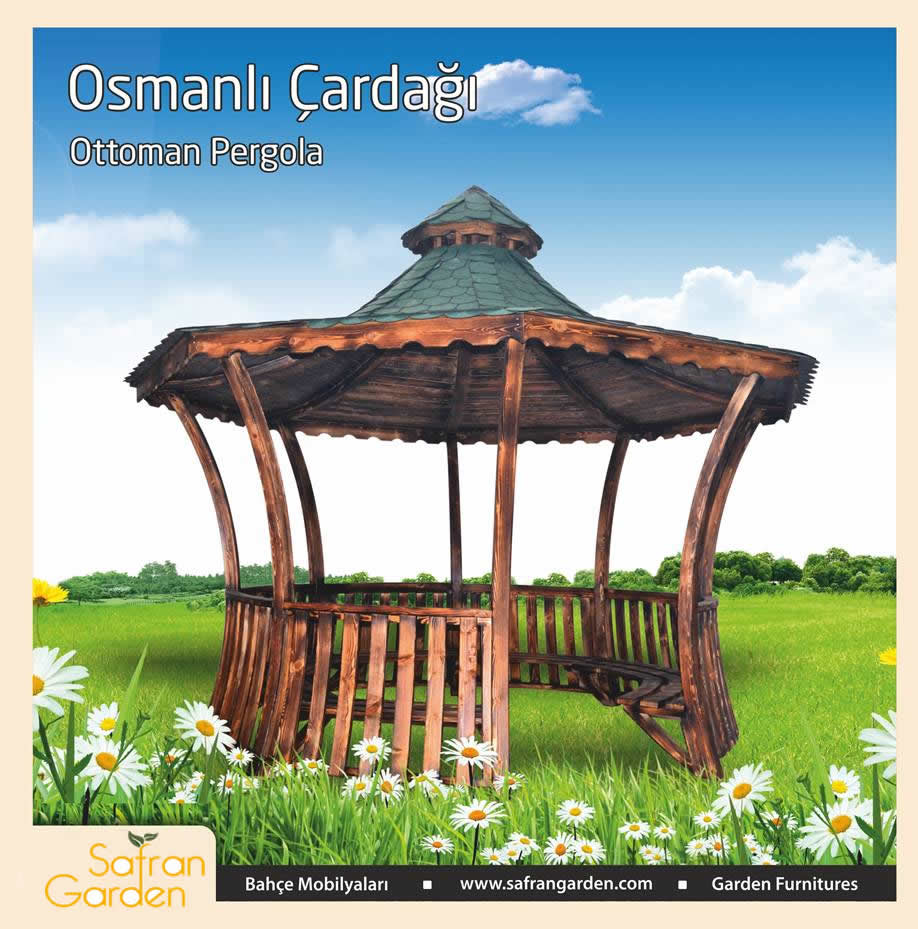 Osmanlı Çardağı
Ottoman Pergola
Safran
Garden
Bahçe Mobilyaları ■ www.safrangarden.com ■ Garden Furnitures